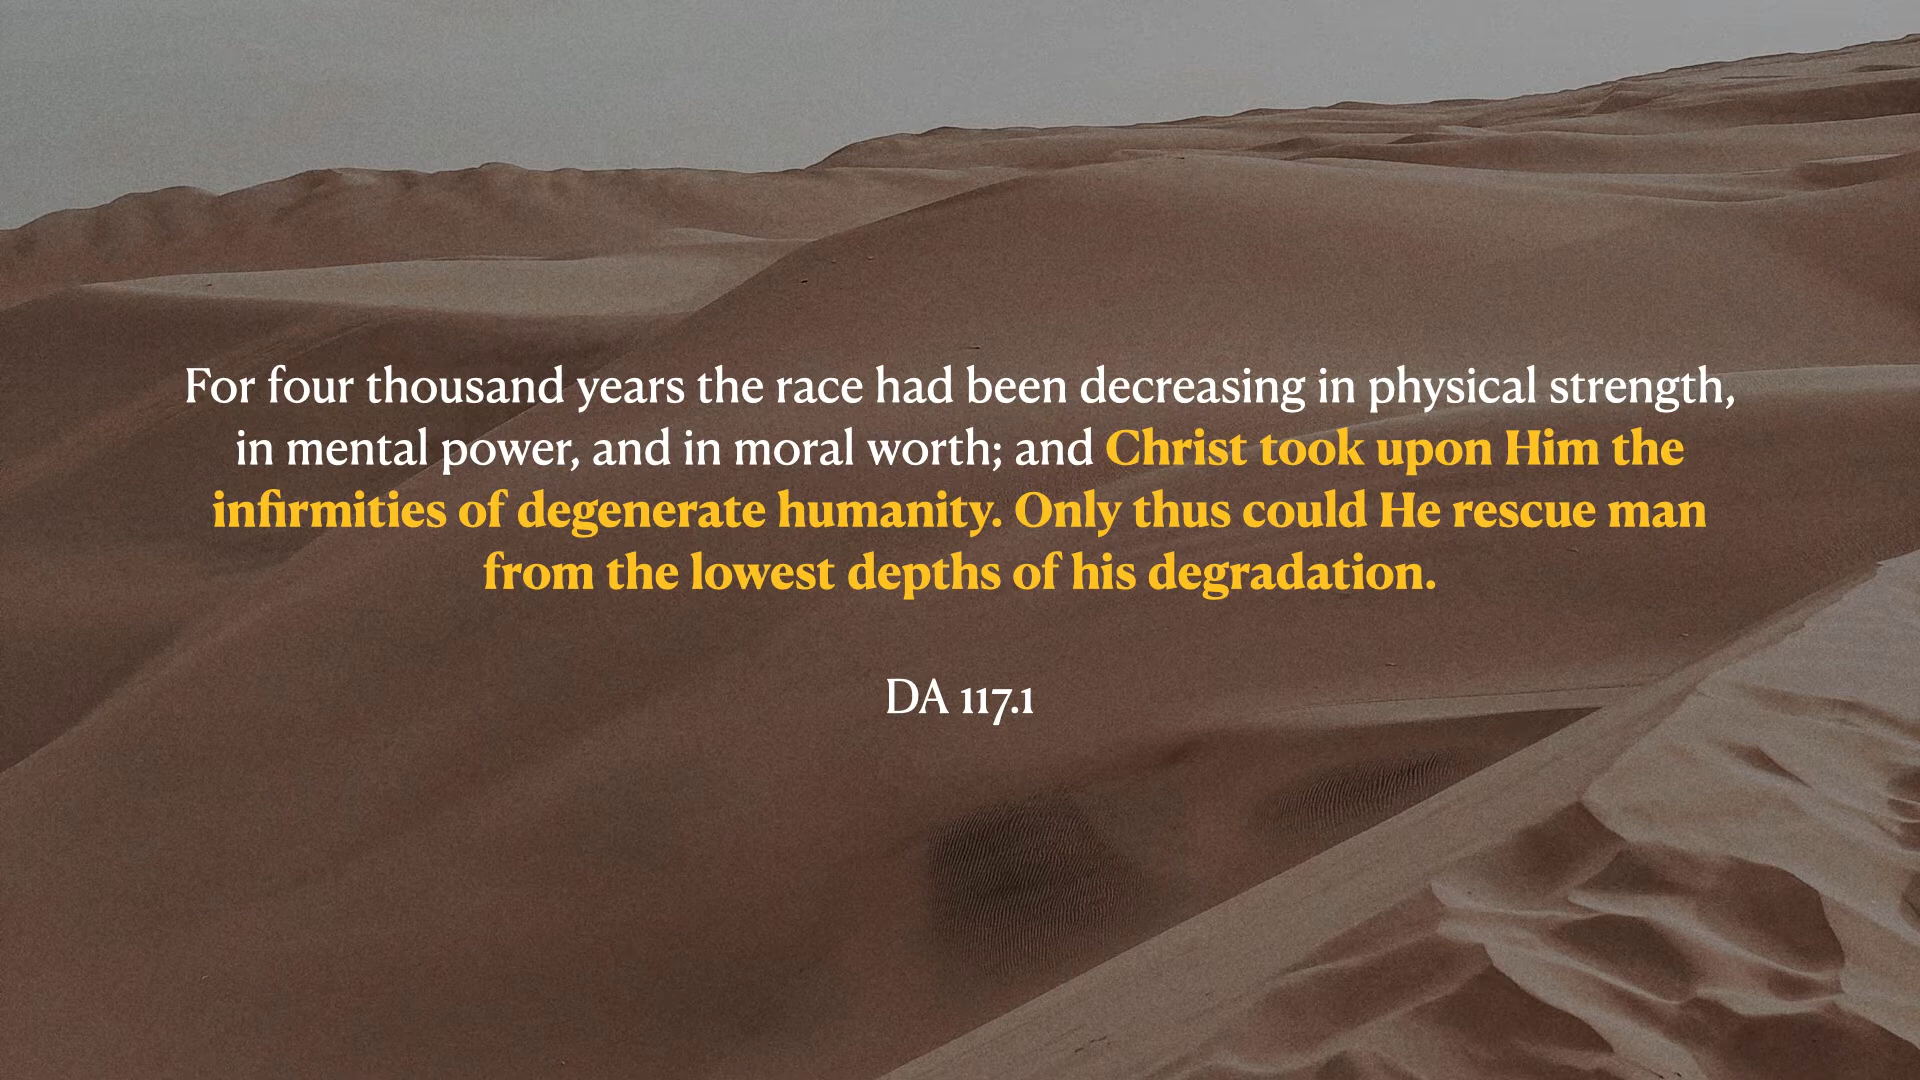 For four thousand years the race had been decreasing in physical strength,
in mental power, and in moral worth; and Christ took upon Him the
infirmities of degenerate humanity. Only thus could He rescue man
from the lowest depths of his degradation.
DA 117.1